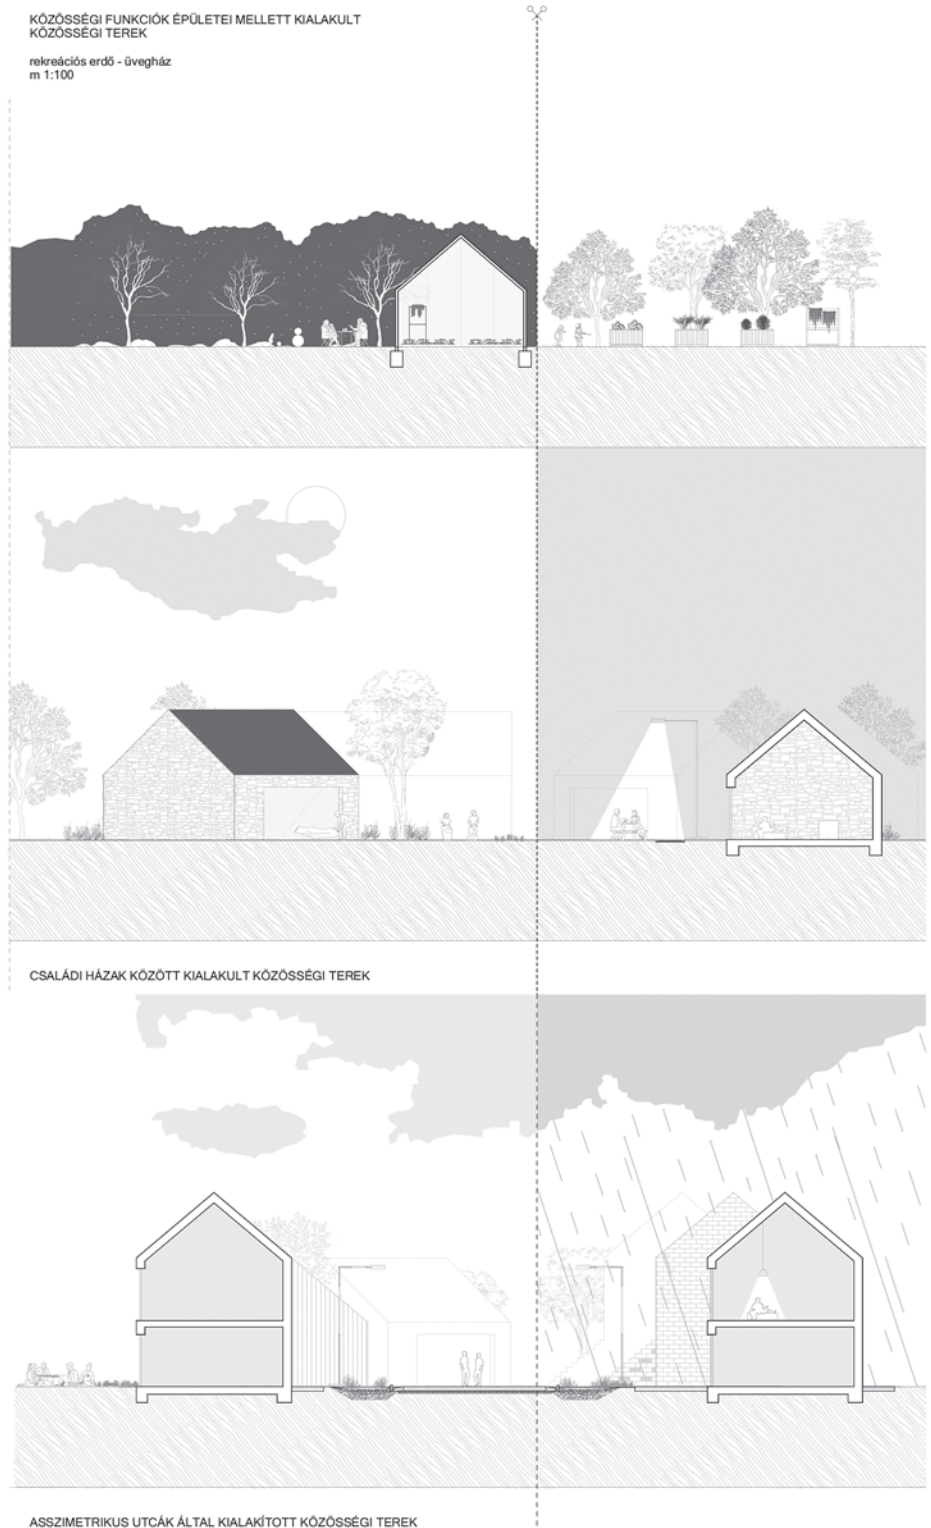 KÖZÖSSÉGI FUNKCIÓK ÉPÜLETEI MELLETT KIALAKULT
KÖZÖSSÉGI TEREK
rekreációs erdő - üvegház
m 1:100
CSALÁDI HÁZAK KÖZÖTT KIALAKULT KÖZÖSSÉGI TEREK
ASSZIMETRIKUS UTCÁK ÁLTAL KIALAKÍTOTT KÖZÖSSÉGI TEREK